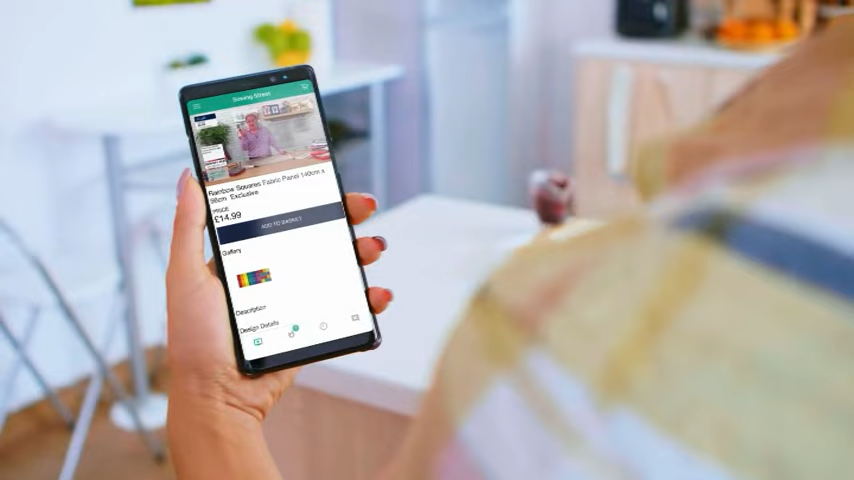 Sewing Street
Rainbow Squares Fabric Panel 140cm x
98cm Exclusive
PRICE
£14.99
ADD TO BASKET
Gallery
Description
Design Details